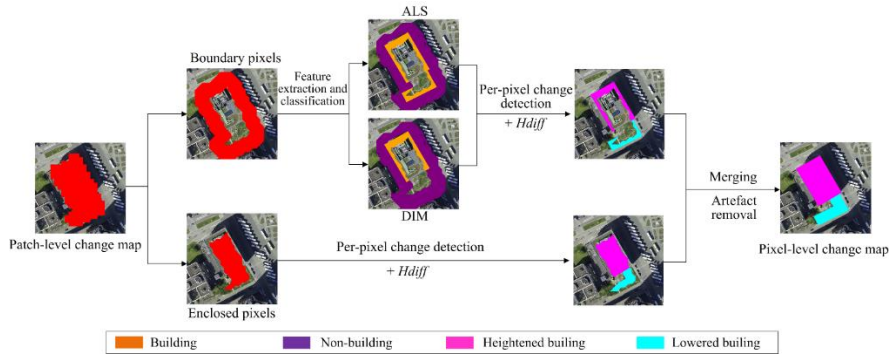 ALS
Boundary pixels
Feature
extraction and
classification
Per-pixel change
detection
+ Hdiff
Merging
Artefact
removal
DIM
Patch-level change map
Pixel-level change map
Per-pixel change detection
+ Hdiff
Enclosed pixels
Building
Non-building
Heightened builing
Lowered builing